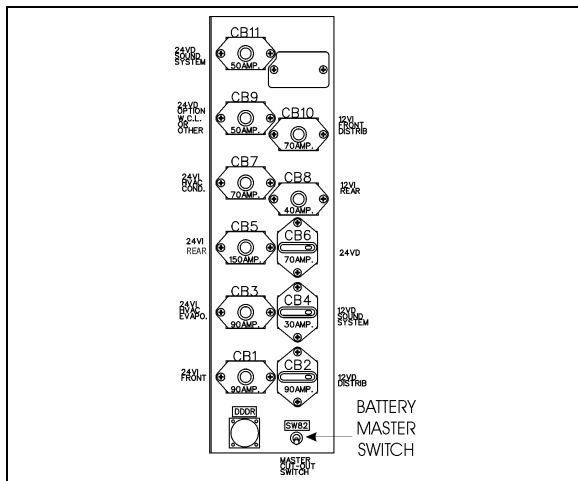 CB11
24VD
SOUND
SYSTEM
50AMP.
CB9
24VD
OPTION
W.C.L.
OR
OTHER
50AMP.
CB10
12VI
FRONT
DISTRIB
70AMP.
CB7
24VI
HVAC
COND.
70AMP.
CB8
12VI
REAR
40AMP.
CB5
24VI
REAR
150AMP.
CB6
24VD
70AMP.
CB3
24VI
HVAC
EVAPO.
90AMP.
CB4
12VD
SOUND
SYSTEM
30AMP.
CB1
24VI
FRONT
90AMP.
CB2
12VD
DISTRIB
90AMP.
DDDR
SW82
BATTERY
MASTER
SWITCH
MASTER
CUT-OUT
SWITCH